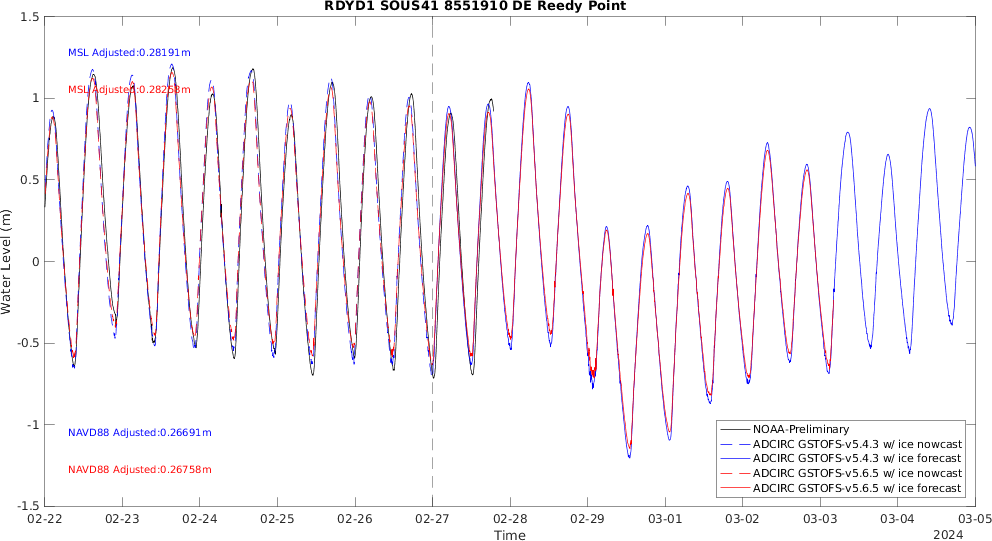 RDYD1 SOUS41 8551910 DE Reedy Point
1.5
1
0.5
0
-0.5
-1
-1.5
Water Level (m)
MSL Adjusted:0.28191m
MSL Adjusted:0.28253m
NAVD88 Adjusted:0.26691m
NAVD88 Adjusted:0.26758m
NOAA-Preliminary
ADCIRC GSTOFS-v5.4.3 w/ ice nowcast
ADCIRC GSTOFS-v5.4.3 w/ ice forecast
ADCIRC GSTOFS-v5.6.5 w/ ice nowcast
ADCIRC GSTOFS-v5.6.5 w/ ice forecast
02-22 02-23 02-24 02-25 02-26 02-27 02-28 02-29 03-01 03-02 03-03 03-04 03-05
Time
2024